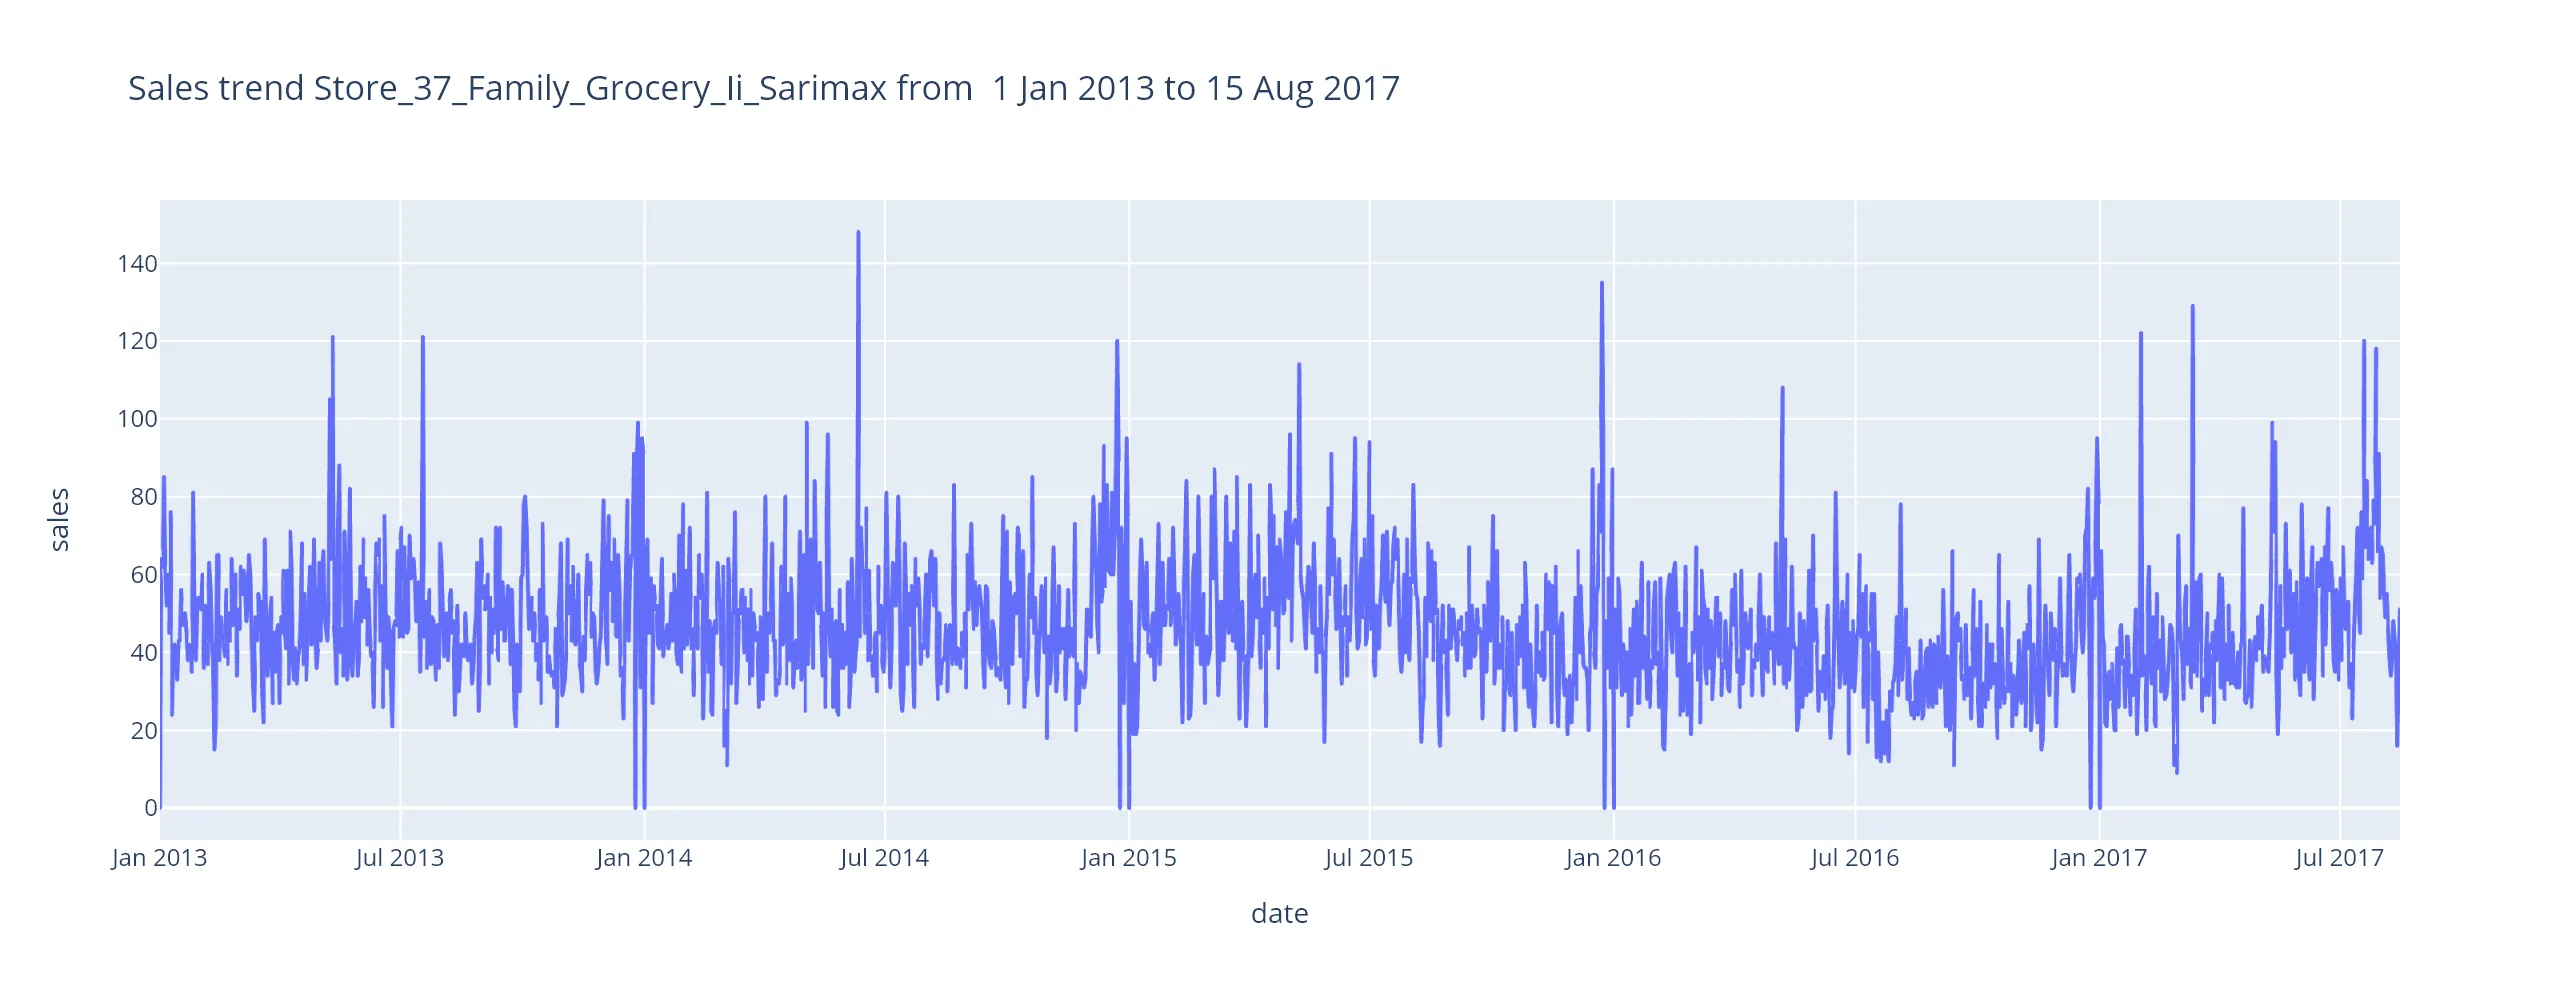 Sales trend Store_37_Family_Grocery_Ii_Sarimax from  1 Jan 2013 to 15 Aug 2017
140
120
100
80
60
40
20
0
sales
Jan 2013 Jul 2013 Jan 2014 Jul 2014 Jan 2015 Jul 2015 Jan 2016 Jul 2016 Jan 2017 Jul 2017
date